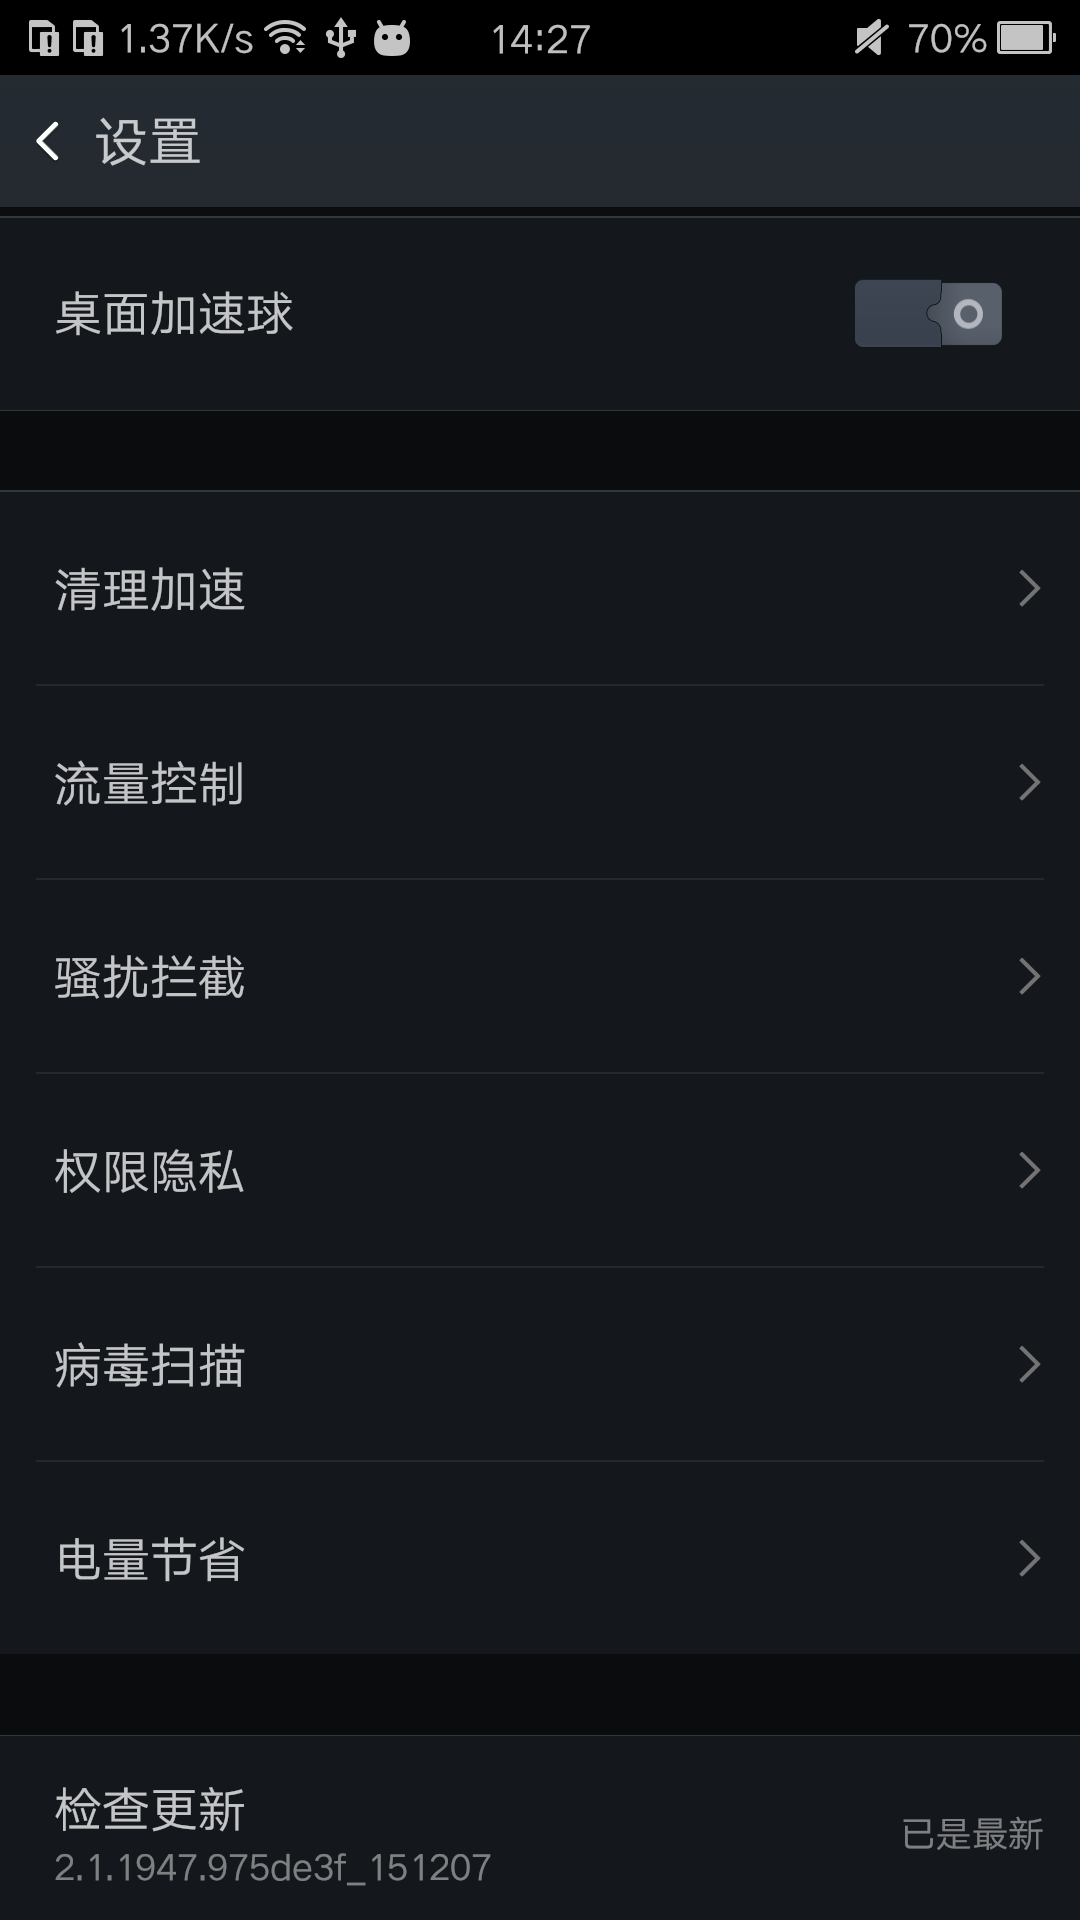 1.37K/s 14:27 70%
设置
桌面加速球
清理加速
流量控制
骚扰拦截
权限隐私
病毒扫描
电量节省
检查更新
已是最新
2.1.1947.975de3f_151207